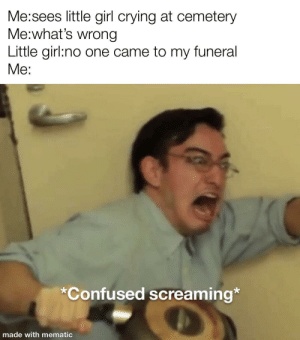 Me:sees little girl crying at cemetery
Me:what's wrong
Little girl:no one came to my funeral
Me:
*Confused screaming*
made with mematic